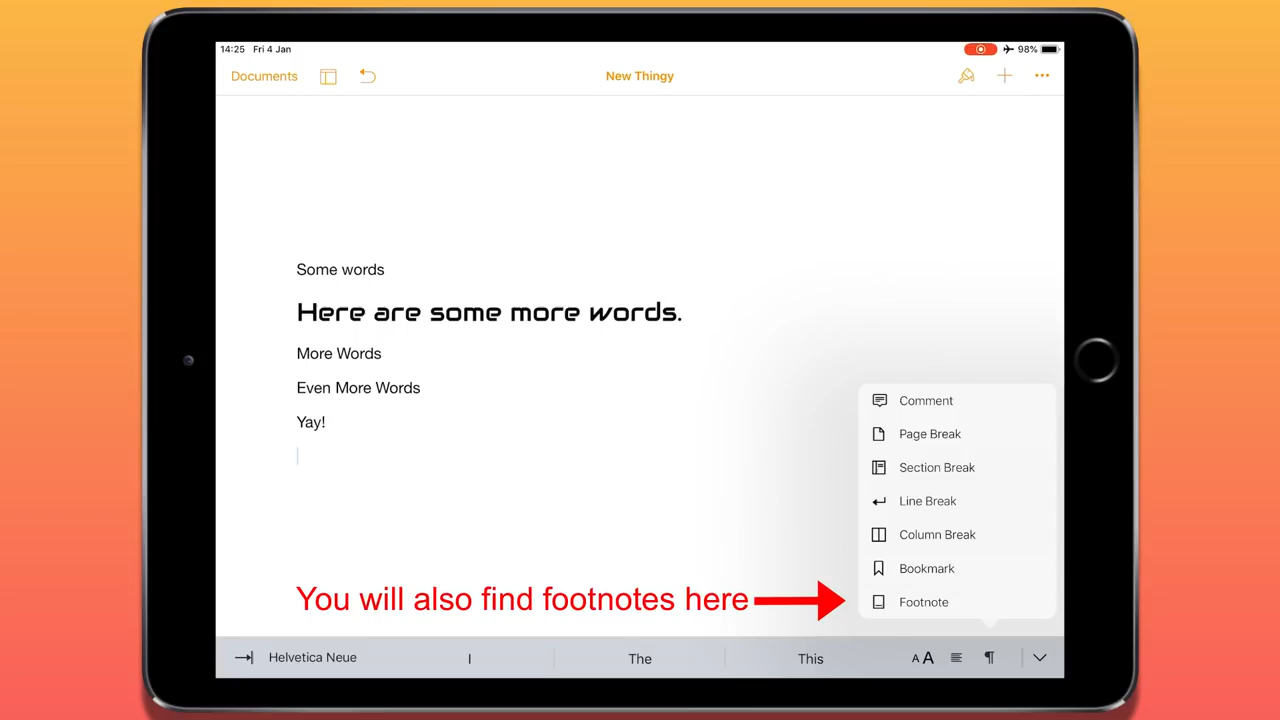 14:25 Fri 4 Jan 98%
Documents New Thingy
Some words
Here are some more words.
More Words
Even More Words
Yay!
Comment
Page Break
Section Break
Line Break
Column Break
Bookmark
You will also find footnotes here Footnote
Helvetica Neue I The This AA ¶